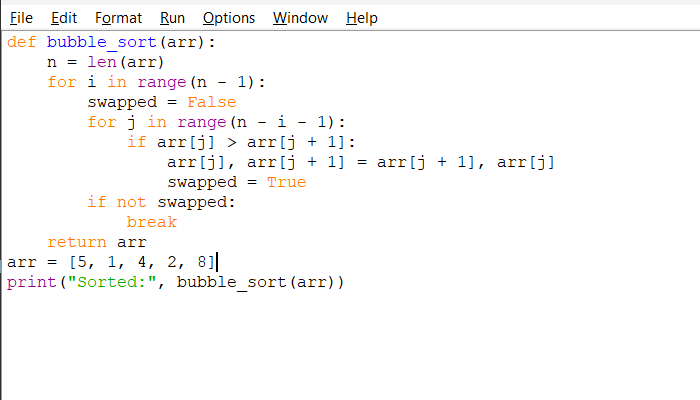 File Edit Format Run Options Window Help
def bubble_sort(arr):
    n = len(arr)
    for i in range(n - 1):
        swapped = False
        for j in range(n - i - 1):
            if arr[j] > arr[j + 1]:
                arr[j], arr[j + 1] = arr[j + 1], arr[j]
                swapped = True
        if not swapped:
            break
    return arr
arr = [5, 1, 4, 2, 8]
print("Sorted:", bubble_sort(arr))